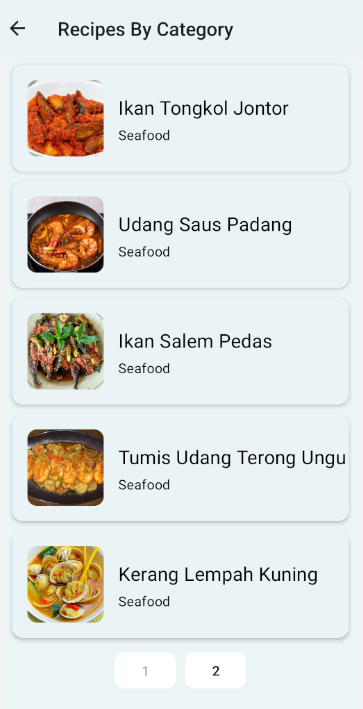 Recipes By Category
Ikan Tongkol Jontor
Seafood
Udang Saus Padang
Seafood
Ikan Salem Pedas
Seafood
Tumis Udang Terong Ungu
Seafood
Kerang Lempah Kuning
Seafood
1 2